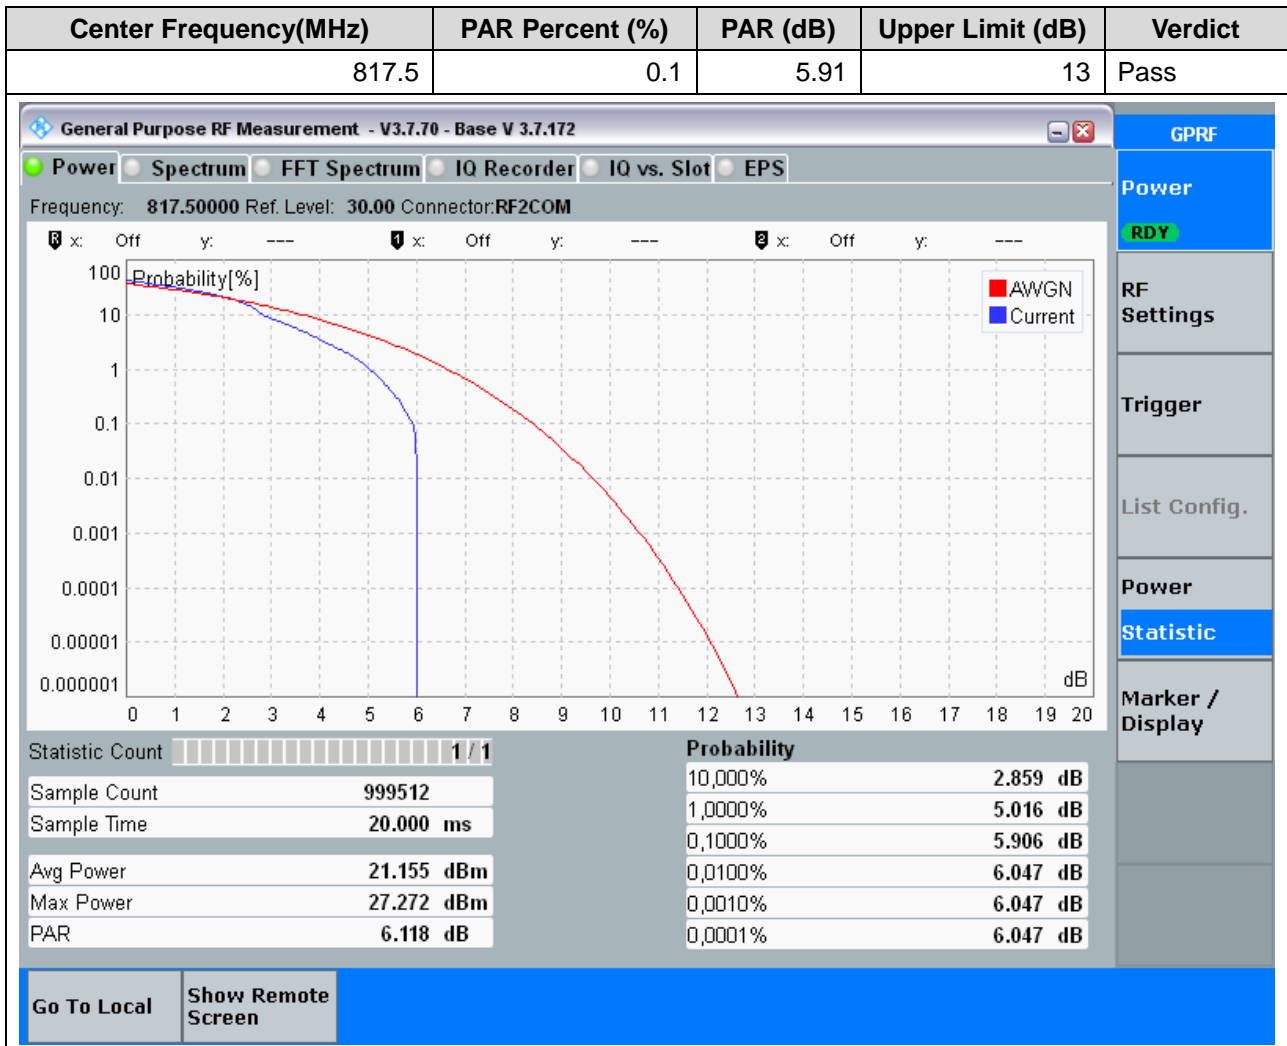 Center Frequency(MHz) PAR Percent (%) PAR (dB) Upper Limit (dB) Verdict
817.5 0.1 5.91 13 Pass
General Purpose RF Measurement - V3.7.70 - Base V 3.7.172
GPRF
Power Spectrum FFT Spectrum IQ Recorder IQ vs. Slot EPS
Power
RDY
Frequency: 817.50000 Ref. Level: 30.00 Connector:RF2COM
R x: Off y: --- 1 x: Off y: --- 2 x: Off y: ---
Probability[%]
AWGN
Current
100
10
1
0.1
0.01
0.001
0.0001
0.00001
0.000001
dB
0 1 2 3 4 5 6 7 8 9 10 11 12 13 14 15 16 17 18 19 20
RF
Settings
Trigger
List Config.
Power
Statistic
Marker /
Display
Statistic Count 1 / 1
Sample Count 999512
Sample Time 20.000 ms
Avg Power 21.155 dBm
Max Power 27.272 dBm
PAR 6.118 dB
Probability
10,000% 2.859 dB
1,0000% 5.016 dB
0,1000% 5.906 dB
0,0100% 6.047 dB
0,0010% 6.047 dB
0,0001% 6.047 dB
Go To Local
Show Remote
Screen